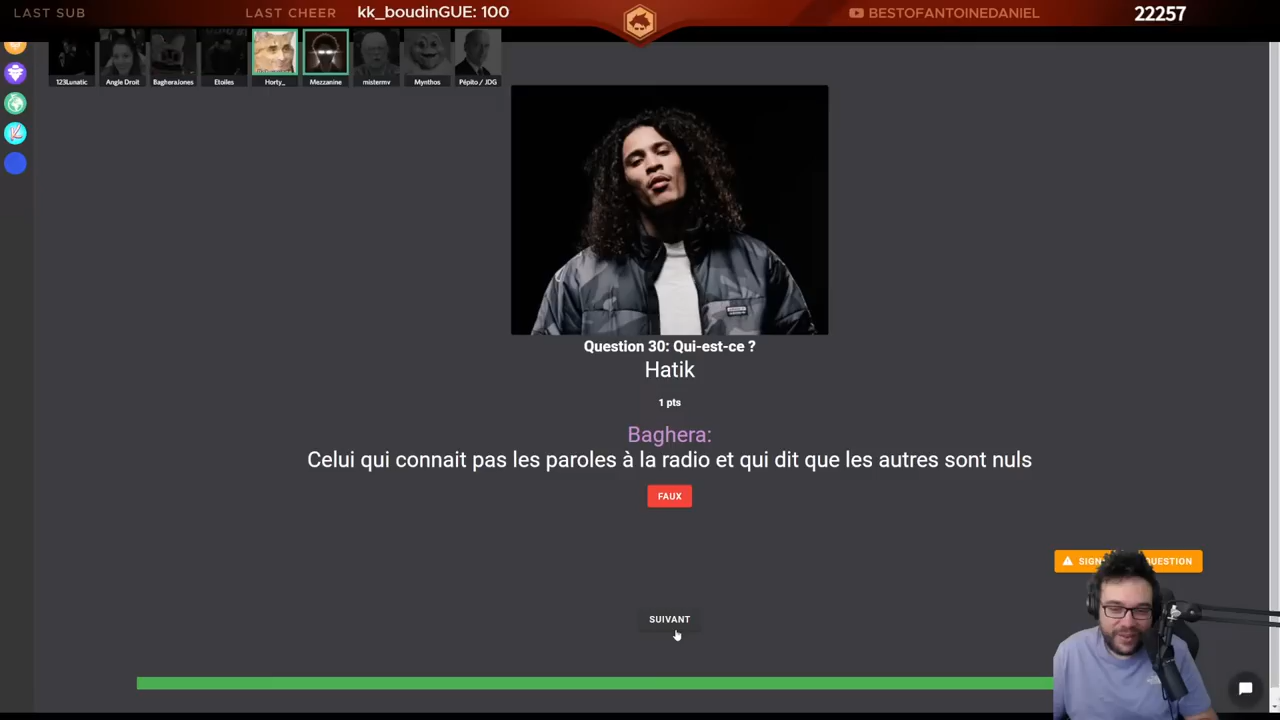 LAST SUB
LAST CHEER
kk_boudinGUE: 100
BESTOFANTOINEDANIEL
22257
123Lunatic
Angle Droit
BagheraJones
Etoiles
Horty_
Mezzanine
mistermv
Mynthos
Pépito / JDG
Question 30: Qui-est-ce ?
Hatik
1 pts
Baghera:
Celui qui connait pas les paroles à la radio et qui dit que les autres sont nuls
FAUX
SUIVANT